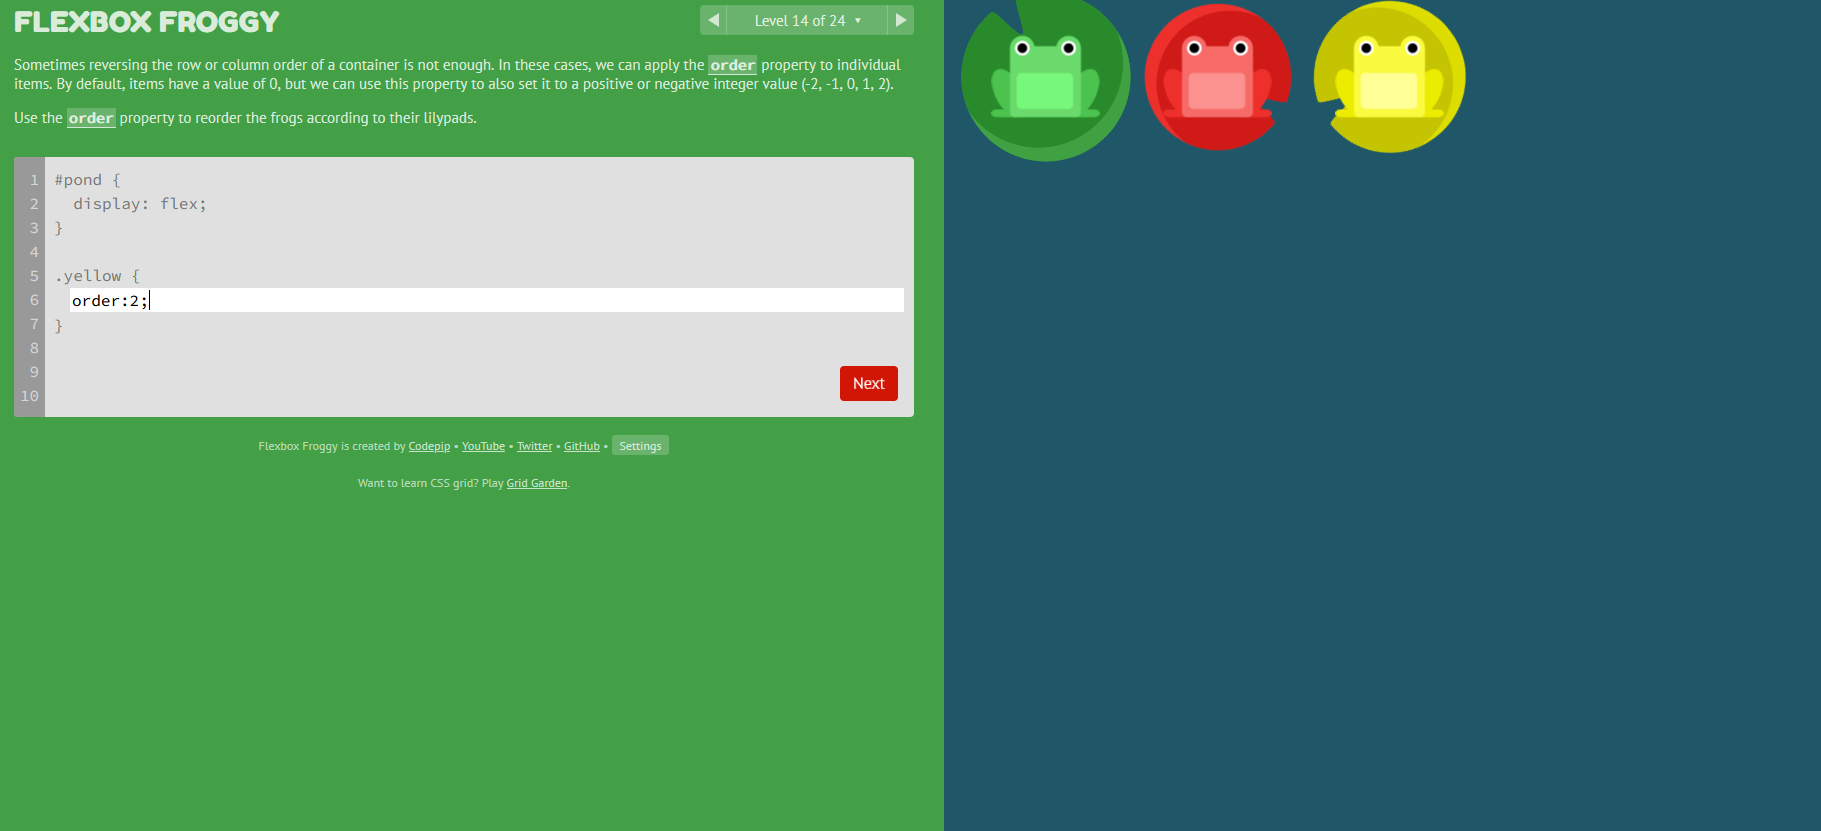 FLEXBOX FROGGY
Level 14 of 24
Sometimes reversing the row or column order of a container is not enough. In these cases, we can apply the order property to individual
items. By default, items have a value of 0, but we can use this property to also set it to a positive or negative integer value (-2, -1, 0, 1, 2).
Use the order property to reorder the frogs according to their lilypads.
1 #pond {
2 display: flex;
3 }
4
5 .yellow {
6 order:2;
7 }
8
9
10
Next
Flexbox Froggy is created by Codepip • YouTube • Twitter • GitHub • Settings
Want to learn CSS grid? Play Grid Garden.